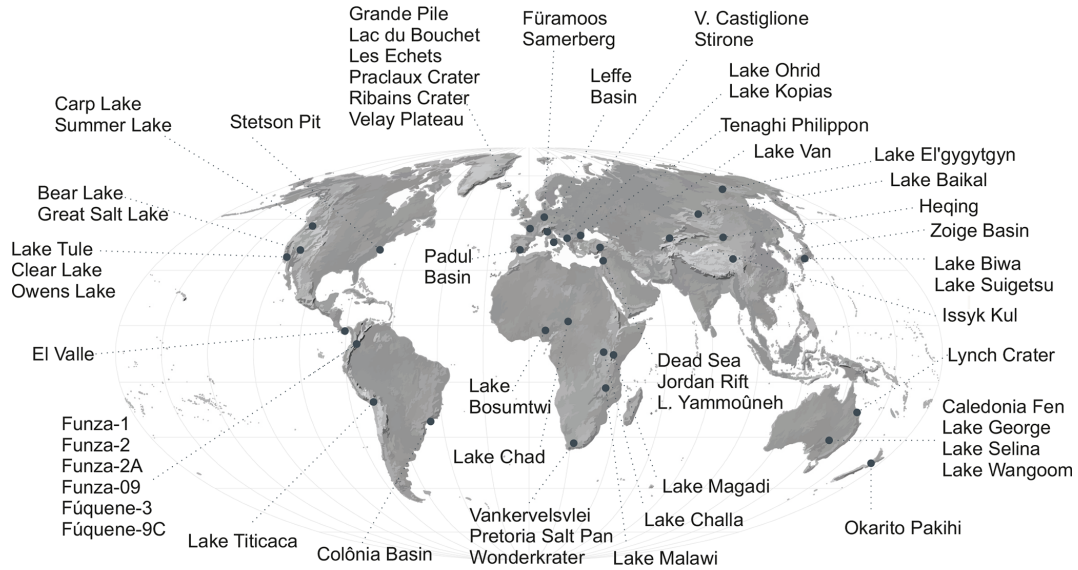 Grande Pile
Lac du Bouchet
Les Echets
Praclaux Crater
Ribains Crater
Velay Plateau
Füramoos
Samerberg
V. Castiglione
Stirone
Leffe
Basin
Lake Ohrid
Lake Kopias
Carp Lake
Summer Lake
Stetson Pit
Tenaghi Philippon
Lake Van
Lake El'gygytgyn
Lake Baikal
Bear Lake
Great Salt Lake
Heqing
Zoige Basin
Lake Tule
Clear Lake
Owens Lake
Padul
Basin
Lake Biwa
Lake Suigetsu
Issyk Kul
El Valle
Lynch Crater
Dead Sea
Jordan Rift
L. Yammoûneh
Lake
Bosumtwi
Caledonia Fen
Lake George
Lake Selina
Lake Wangoom
Funza-1
Funza-2
Funza-2A
Funza-09
Fúquene-3
Fúquene-9C
Lake Chad
Lake Magadi
Lake Titicaca
Colônia Basin
Vankervelsvlei
Pretoria Salt Pan
Wonderkrater
Lake Challa
Lake Malawi
Okarito Pakihi